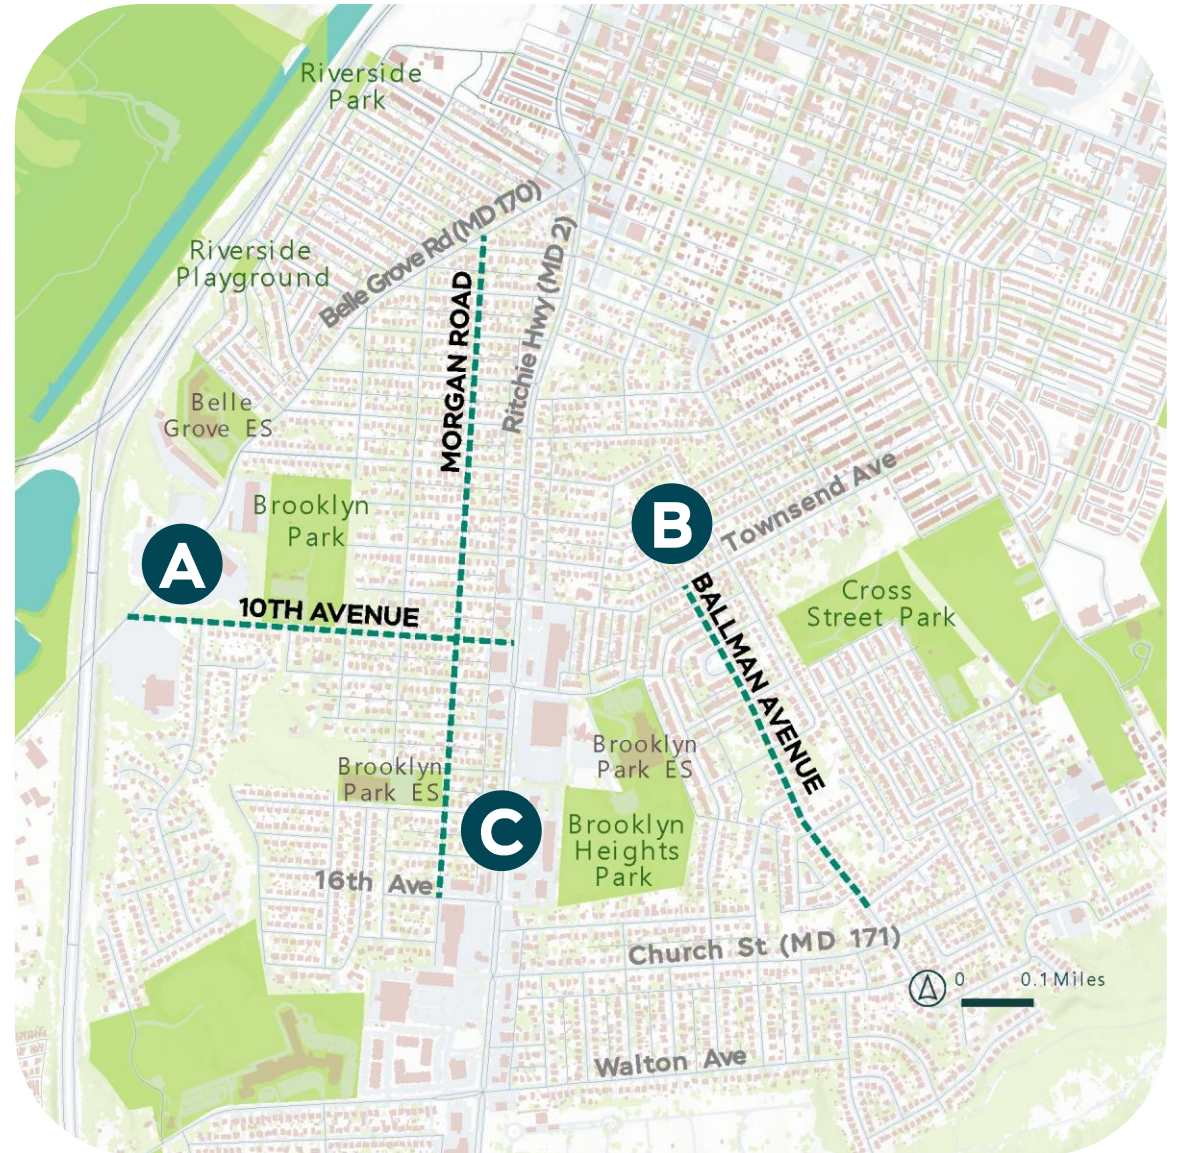 Riverside
Park
Belle Grove Rd (MD 170)
Riverside
Playground
MORGAN ROAD
Ritchie Hwy (MD 2)
Belle
Grove ES
Brooklyn
Park
B
Townsend Ave
A
10TH AVENUE
BALLMAN AVENUE
Cross
Street Park
Brooklyn
Park ES
Brooklyn
Park ES
C
Brooklyn
Heights
Park
16th Ave
Church St (MD 171)
0 0.1 Miles
Walton Ave